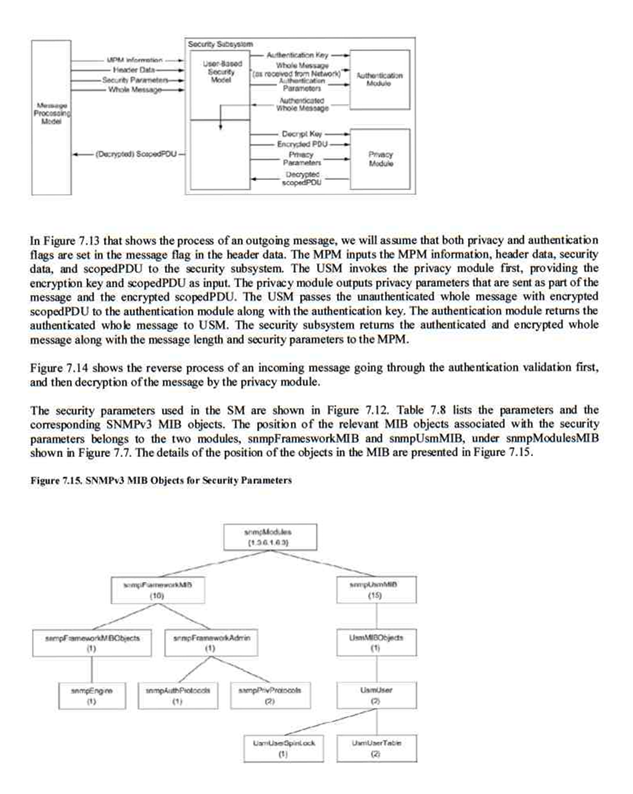 Security Subsystem
MPM Information
Header Data
Security Parameters
Whole Message
Message
Processing
Model
(Decrypted) ScopedPDU
User-Based
Security
Model
Authentication Key
Whole Message
(as received from Network)
Authentication
Parameters
Authenticated
Whole Message
Authentication
Module
Decrypt Key
Encrypted PDU
Privacy
Parameters
Decrypted
scopedPDU
Privacy
Module
In Figure 7.13 that shows the process of an outgoing message, we will assume that both privacy and authentication
flags are set in the message flag in the header data. The MPM inputs the MPM information, header data, security
data, and scopedPDU to the security subsystem. The USM invokes the privacy module first, providing the
encryption key and scopedPDU as input. The privacy module outputs privacy parameters that are sent as part of the
message and the encrypted scopedPDU. The USM passes the unauthenticated whole message with encrypted
scopedPDU to the authentication module along with the authentication key. The authentication module returns the
authenticated whole message to USM. The security subsystem returns the authenticated and encrypted whole
message along with the message length and security parameters to the MPM.
Figure 7.14 shows the reverse process of an incoming message going through the authentication validation first,
and then decryption of the message by the privacy module.
The security parameters used in the SM are shown in Figure 7.12. Table 7.8 lists the parameters and the
corresponding SNMPv3 MIB objects. The position of the relevant MIB objects associated with the security
parameters belongs to the two modules, snmpFramesworkMIB and snmpUsmMIB, under snmpModulesMIB
shown in Figure 7.7. The details of the position of the objects in the MIB are presented in Figure 7.15.
Figure 7.15. SNMPv3 MIB Objects for Security Parameters
snmpModules
{1.3.6.1.6.3}
snmpFrameworkMIB
(10)
snmpUsmMIB
(15)
snmpFrameworkMIBObjects
(1)
snmpFrameworkAdmin
(1)
UsmMIBObjects
(1)
snmpEngine
(1)
snmpAuthProtocols
(1)
snmpPrivProtocols
(2)
UsmUser
(2)
UsmUserSpinLock
(1)
UsmUserTable
(2)